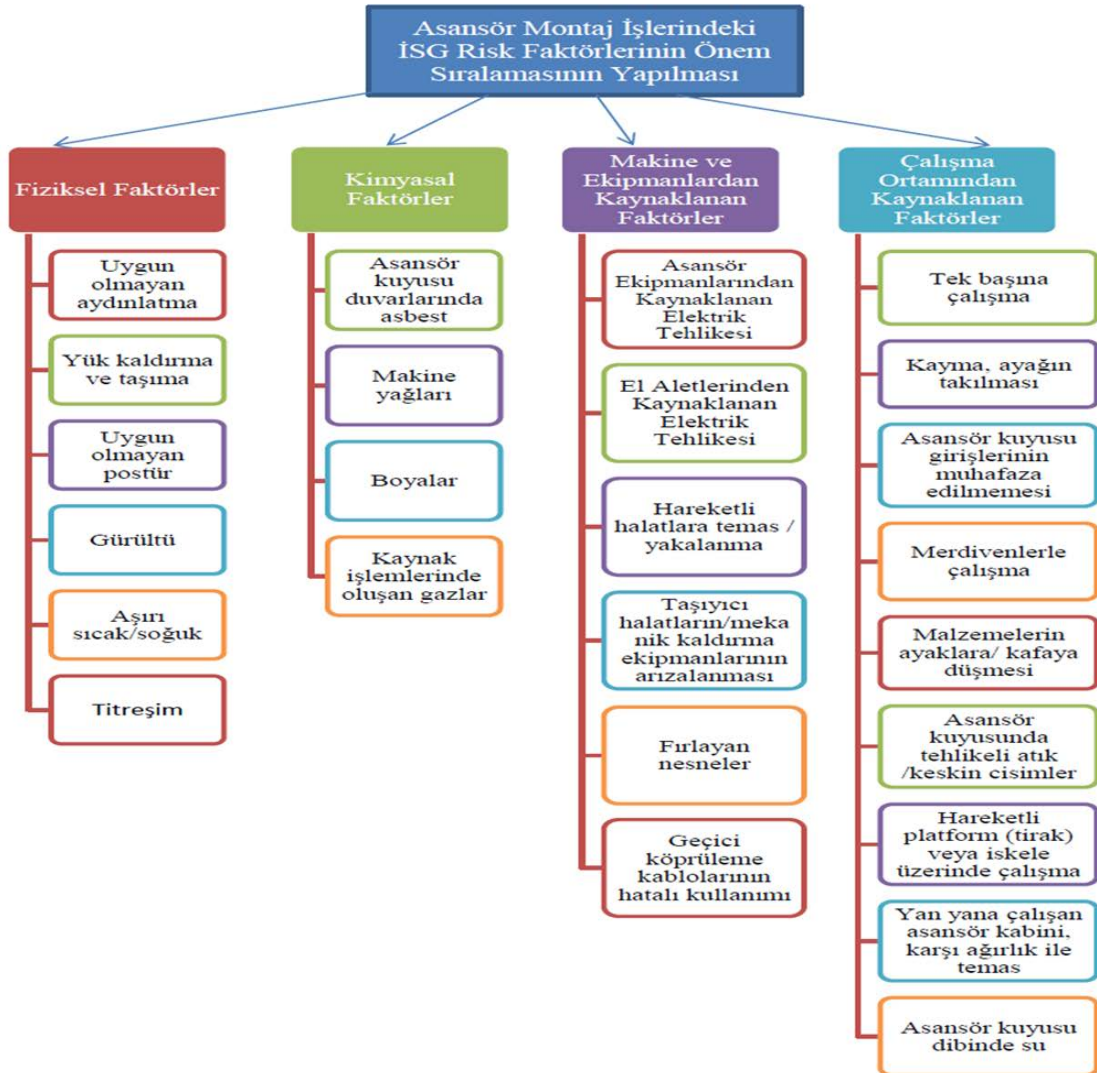 Asansör Montaj İşlerindeki
İSG Risk Faktörlerinin Önem
Sıralamasının Yapılması
Fiziksel Faktörler
Uygun
olmayan
aydınlatma
Yük kaldırma
ve taşıma
Uygun
olmayan
postür
Gürültü
Aşırı
sıcak/soğuk
Titreşim
Kimyasal
Faktörler
Asansör
kuyusu
duvarlarında
asbest
Makine
yağları
Boyalar
Kaynak
işlemlerinde
oluşan gazlar
Makine ve
Ekipmanlardan
Kaynaklanan
Faktörler
Asansör
Ekipmanlarından
Kaynaklanan
Elektrik
Tehlikesi
El Aletlerinden
Kaynaklanan
Elektrik
Tehlikesi
Hareketli
halatlara temas /
yakalanma
Taşıyıcı
halatların/meka
nik kaldırma
ekipmanlarının
arızalanması
Fırlayan
nesneler
Geçici
köprüleme
kablolarının
hatalı kullanımı
Çalışma
Ortamından
Kaynaklanan
Faktörler
Tek başına
çalışma
Kayma, ayağın
takılması
Asansör kuyusu
girişlerinin
muhafaza
edilmemesi
Merdivenlerle
çalışma
Malzemelerin
ayaklara/ kafaya
düşmesi
Asansör
kuyusunda
tehlikeli atık
/keskin cisimler
Hareketli
platform (tirak)
veya iskele
üzerinde çalışma
Yan yana çalışan
asansör kabini,
karşı ağırlık ile
temas
Asansör kuyusu
dibinde su